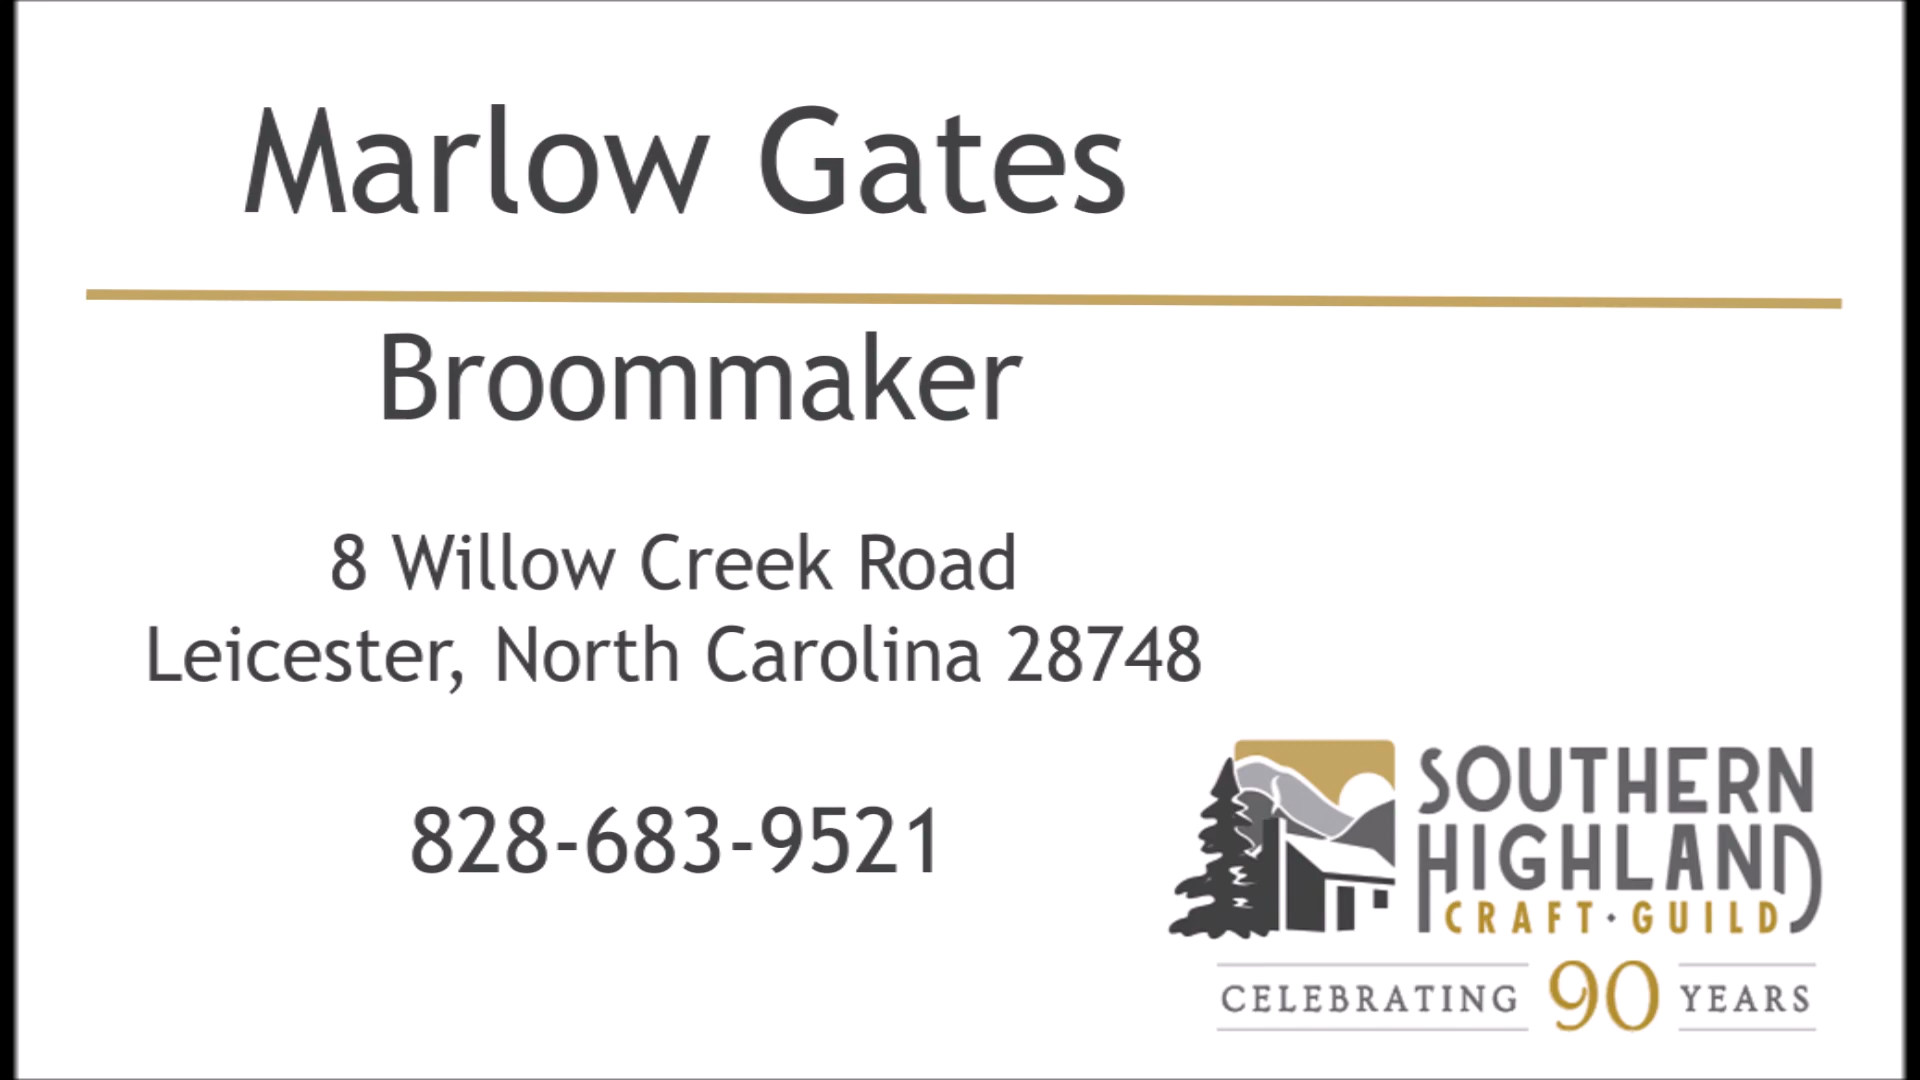 Marlow Gates
Broommaker
8 Willow Creek Road
Leicester, North Carolina 28748
828-683-9521
SOUTHERN
HIGHLAND
CRAFT·GUILD
CELEBRATING 90 YEARS